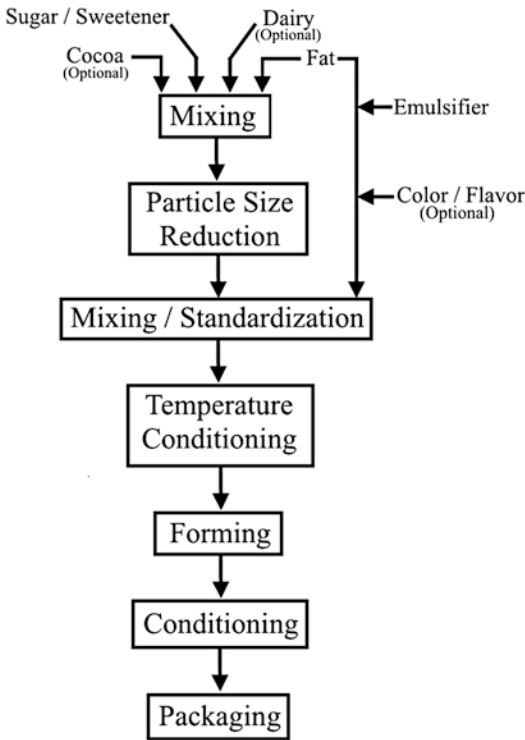 Sugar / Sweetener
Dairy
(Optional)
Cocoa
(Optional)
Fat
Mixing
Emulsifier
Particle Size
Reduction
Color / Flavor
(Optional)
Mixing / Standardization
Temperature
Conditioning
Forming
Conditioning
Packaging